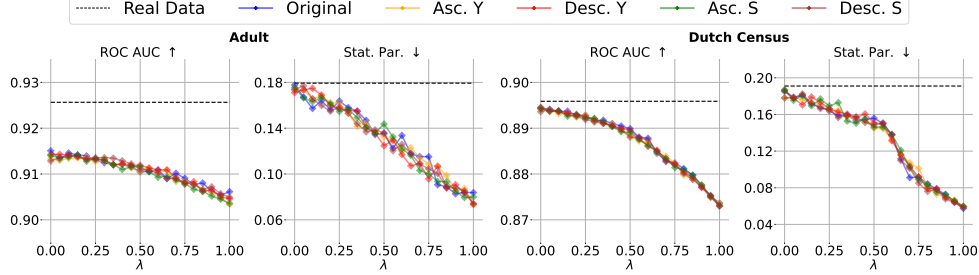 Real Data Original Asc. Y Desc. Y Asc. S Desc. S
Adult
ROC AUC ↑
0.93
0.92
0.91
0.90
0.00 0.25 0.50 0.75 1.00
λ
Stat. Par. ↓
0.18
0.14
0.10
0.06
0.00 0.25 0.50 0.75 1.00
λ
Dutch Census
ROC AUC ↑
0.90
0.89
0.88
0.87
0.00 0.25 0.50 0.75 1.00
λ
Stat. Par. ↓
0.20
0.16
0.12
0.08
0.04
0.00 0.25 0.50 0.75 1.00
λ